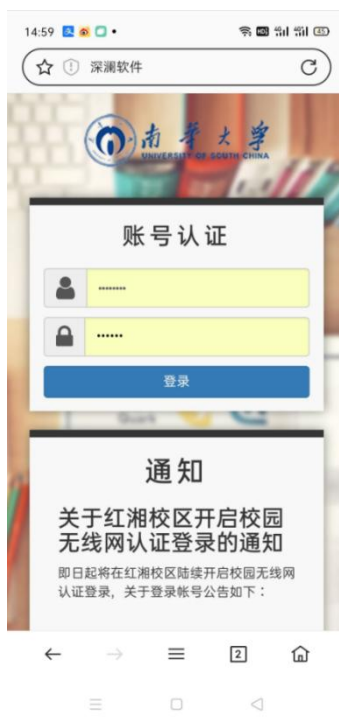 14:59
深澜软件
南华大学
UNIVERSITY OF SOUTH CHINA
账号认证
登录
通知
关于红湘校区开启校园
无线网认证登录的通知
即日起将在红湘校区陆续开启校园无线网
认证登录，关于登录帐号公告如下：
2